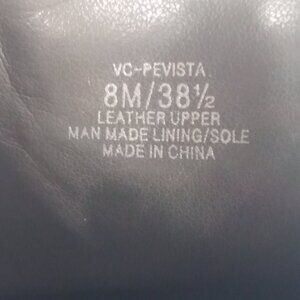 VC-PEVISTA
8M/38½
LEATHER UPPER
MAN MADE LINING/SOLE
MADE IN CHINA